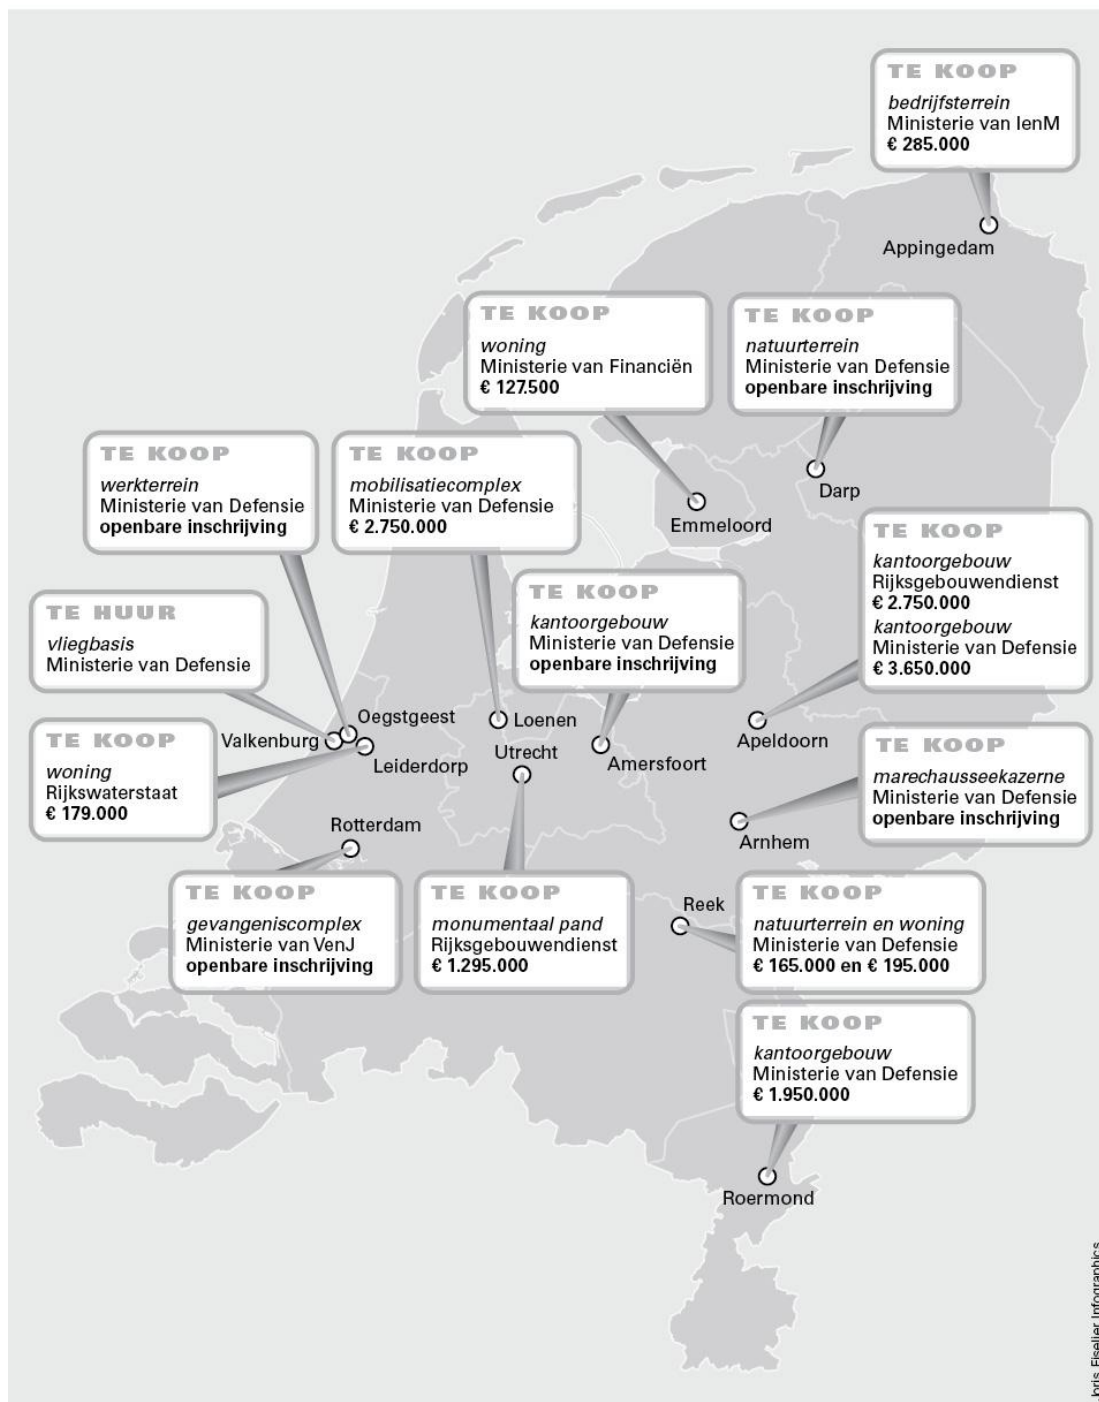 TE KOOP
bedrijfsterrein
Ministerie van IenM
€ 285.000
Appingedam
TE KOOP
woning
Ministerie van Financiën
€ 127.500
Emmeloord
TE KOOP
natuurterrein
Ministerie van Defensie
openbare inschrijving
Darp
TE KOOP
werkterrein
Ministerie van Defensie
openbare inschrijving
Oegstgeest
TE KOOP
mobilisatiecomplex
Ministerie van Defensie
€ 2.750.000
Loenen
TE KOOP
kantoorgebouw
Rijksgebouwendienst
€ 2.750.000
kantoorgebouw
Ministerie van Defensie
€ 3.650.000
Apeldoorn
TE KOOP
kantoorgebouw
Ministerie van Defensie
openbare inschrijving
Amersfoort
TE HUUR
vliegbasis
Ministerie van Defensie
Valkenburg
TE KOOP
woning
Rijkswaterstaat
€ 179.000
Leiderdorp
TE KOOP
marechausseekazerne
Ministerie van Defensie
openbare inschrijving
Arnhem
Rotterdam
TE KOOP
gevangeniscomplex
Ministerie van VenJ
openbare inschrijving
Utrecht
TE KOOP
monumentaal pand
Rijksgebouwendienst
€ 1.295.000
Reek
TE KOOP
natuurterrein en woning
Ministerie van Defensie
€ 165.000 en € 195.000
TE KOOP
kantoorgebouw
Ministerie van Defensie
€ 1.950.000
Roermond
Joris Fiselier Infographics